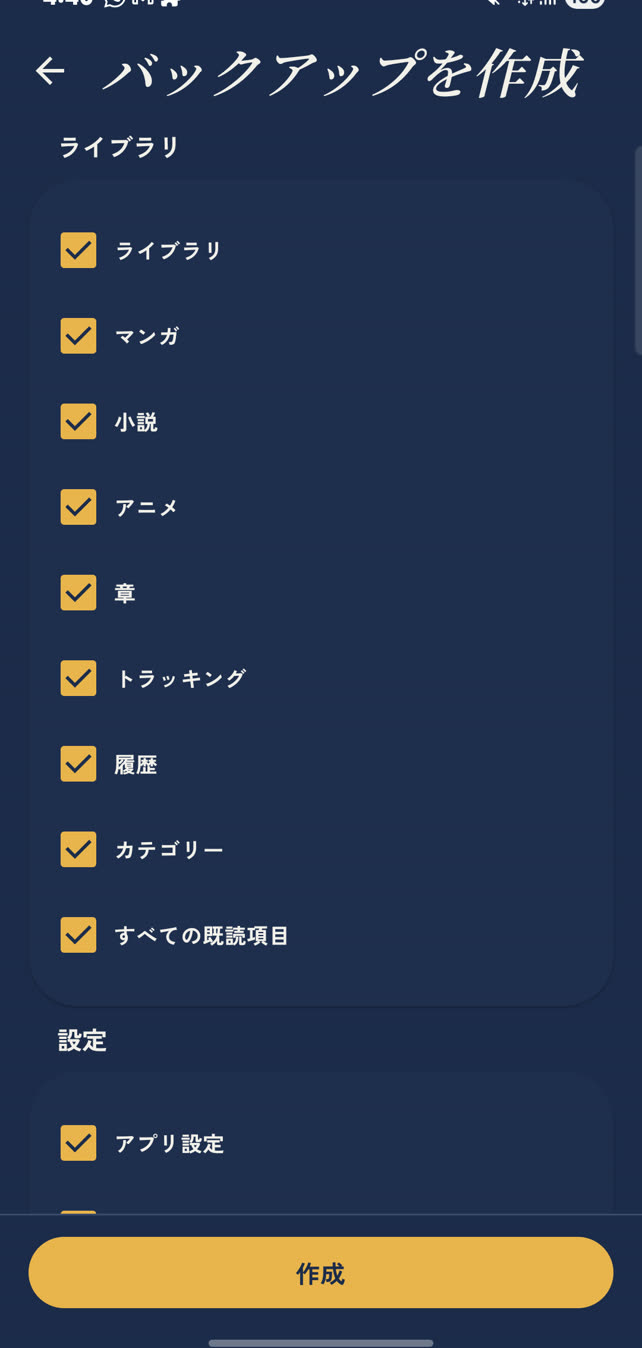 バックアップを作成
ライブラリ
ライブラリ
マンガ
小説
アニメ
章
トラッキング
履歴
カテゴリー
すべての既読項目
設定
アプリ設定
作成